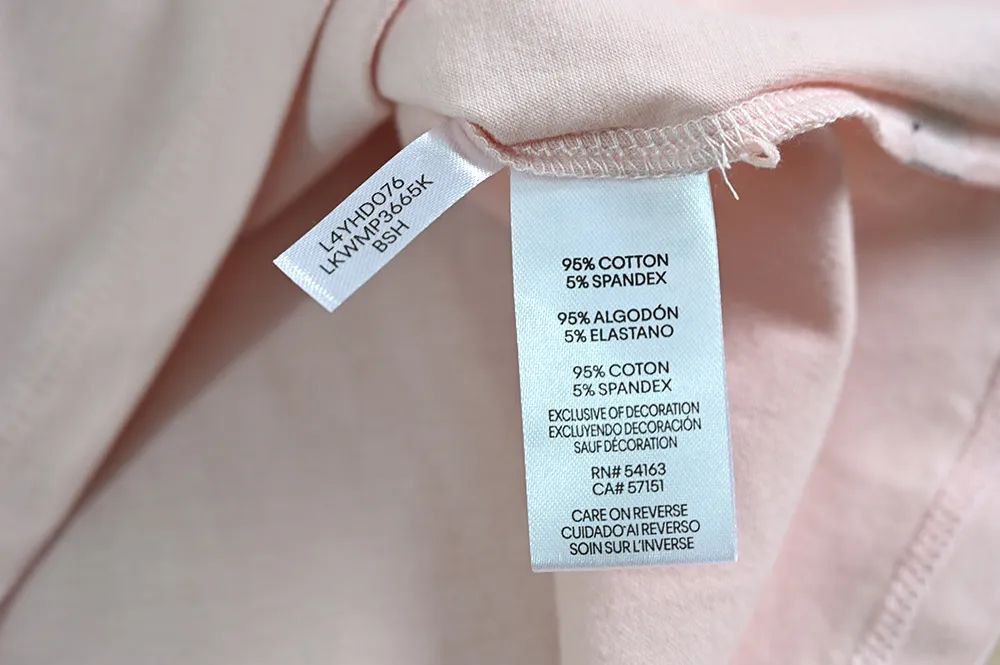 L4YHD076
LKWMP3665K
BSH
95% COTTON
5% SPANDEX
95% ALGODÓN
5% ELASTANO
95% COTON
5% SPANDEX
EXCLUSIVE OF DECORATION
EXCLUYENDO DECORACIÓN
SAUF DÉCORATION
RN# 54163
CA# 57151
CARE ON REVERSE
CUIDADO AI REVERSO
SOIN SUR L'INVERSE